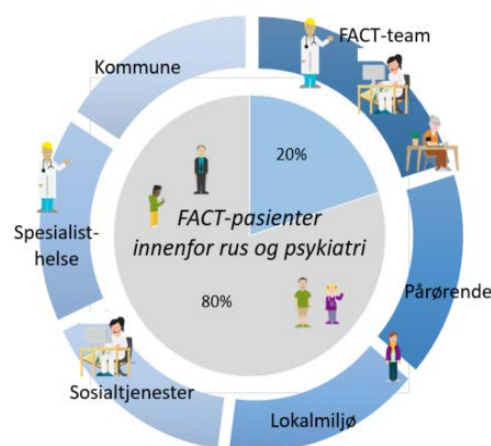 FACT-team
Kommune
20%
FACT-pasienter
innenfor rus og psykiatri
Spesialist-
helse
80%
Pårørende
Sosialtjenester
Lokalmiljø